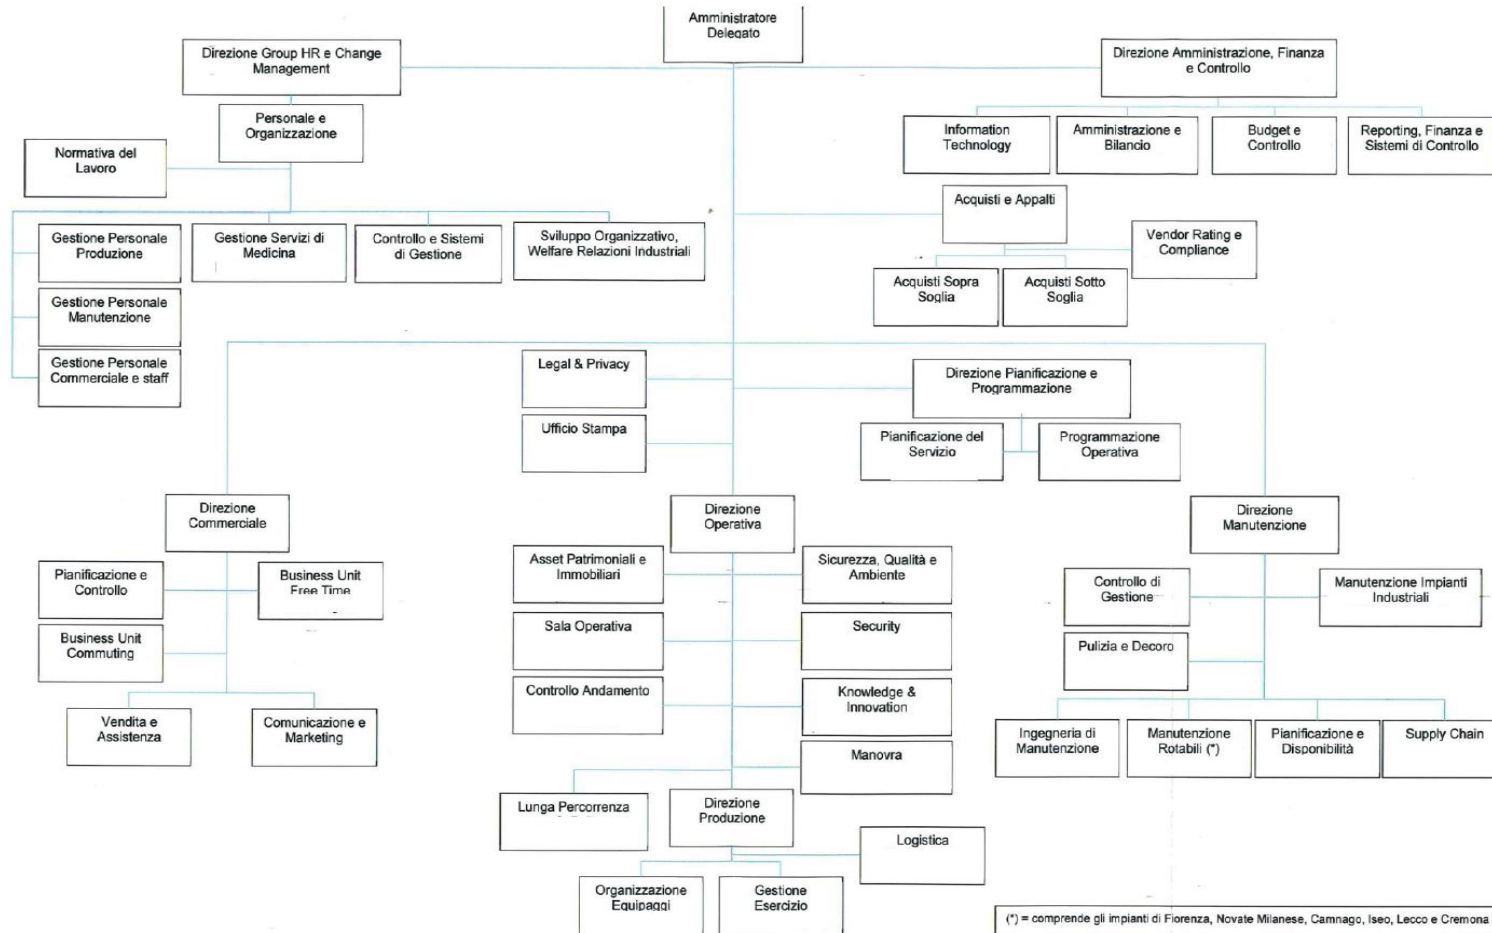 Amministratore
Delegato
Direzione Group HR e Change
Management
Direzione Amministrazione, Finanza
e Controllo
Personale e
Organizzazione
Information
Technology
Amministrazione e
Bilancio
Budget e
Controllo
Reporting, Finanza e
Sistemi di Controllo
Normativa del
Lavoro
Acquisti e Appalti
Vendor Rating e
Compliance
Gestione Personale
Produzione
Gestione Servizi di
Medicina
Controllo e Sistemi
di Gestione
Sviluppo Organizzativo,
Welfare Relazioni Industriali
Acquisti Sopra
Soglia
Acquisti Sotto
Soglia
Gestione Personale
Manutenzione
Gestione Personale
Commerciale e staff
Legal & Privacy
Direzione Pianificazione e
Programmazione
Ufficio Stampa
Pianificazione del
Servizio
Programmazione
Operativa
Direzione
Commerciale
Direzione
Operativa
Direzione
Manutenzione
Pianificazione e
Controllo
Business Unit
Free Time
Asset Patrimoniali e
Immobiliari
Sicurezza, Qualità e
Ambiente
Controllo di
Gestione
Manutenzione Impianti
Industriali
Business Unit
Commuting
Sala Operativa
Security
Pulizia e Decoro
Vendita e
Assistenza
Comunicazione e
Marketing
Controllo Andamento
Knowledge &
Innovation
Ingegneria di
Manutenzione
Manutenzione
Rotabili (*)
Pianificazione e
Disponibilità
Supply Chain
Manovra
Lunga Percorrenza
Direzione
Produzione
Logistica
Organizzazione
Equipaggi
Gestione
Esercizio
(*) = comprende gli impianti di Fiorenza, Novate Milanese, Camnago, Iseo, Lecco e Cremona